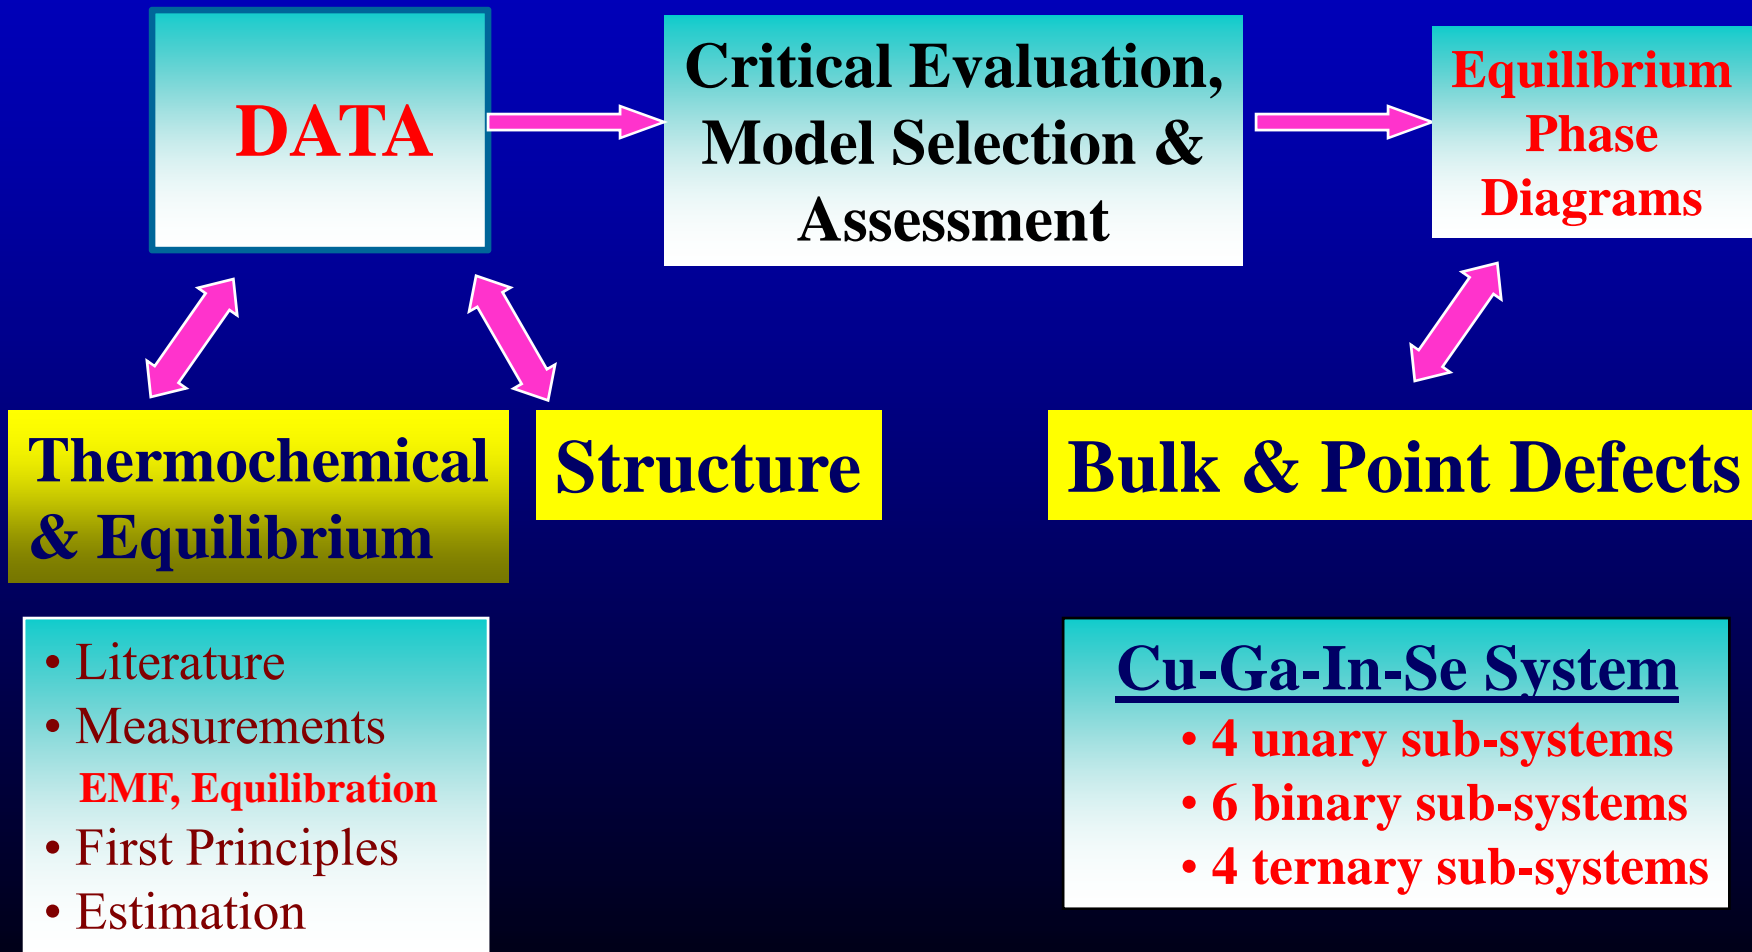 DATA
Critical Evaluation,
Model Selection &
Assessment
Equilibrium
Phase
Diagrams
Thermochemical
& Equilibrium
Structure
Bulk & Point Defects
• Literature
• Measurements
EMF, Equilibration
• First Principles
• Estimation
Cu-Ga-In-Se System
• 4 unary sub-systems
• 6 binary sub-systems
• 4 ternary sub-systems